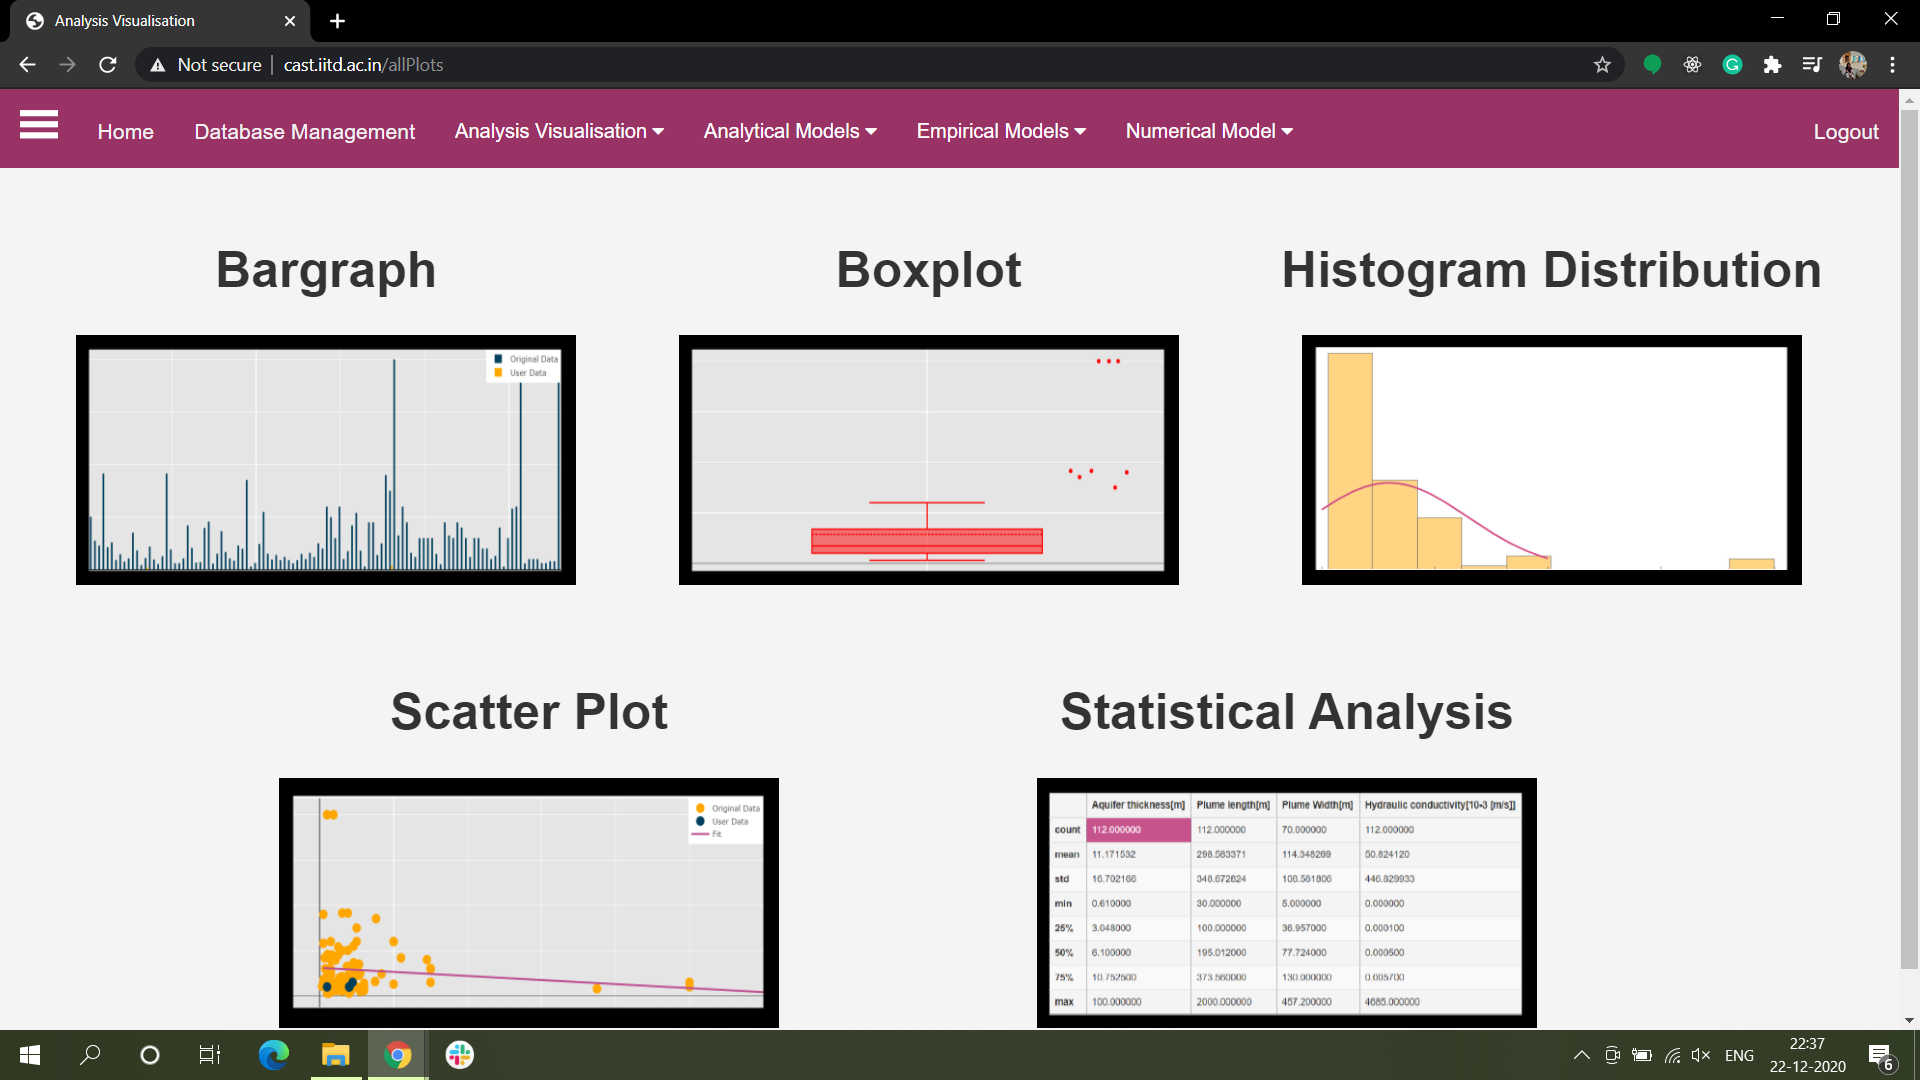 Analysis Visualisation
Not secure | cast.iitd.ac.in/allPlots
Home Database Management Analysis Visualisation Analytical Models Empirical Models Numerical Model Logout
Bargraph Boxplot Histogram Distribution
Original Data
User Data
Scatter Plot Statistical Analysis
Original Data
User Data
Fit
Aquifer thickness[m] Plume length[m] Plume Width[m] Hydraulic conductivity[10-3 [m/s]]
count 112.000000 112.000000 70.000000 112.000000
mean 11.171532 298.583371 114.348269 50.824120
std 16.702166 348.672824 108.581806 446.829933
min 0.610000 30.000000 5.000000 0.000000
25% 3.048000 100.000000 36.957000 0.000100
50% 6.100000 195.012000 77.724000 0.000500
75% 10.752500 373.560000 130.000000 0.005700
max 100.000000 2000.000000 457.200000 4685.000000
ENG
22:37
22-12-2020
6